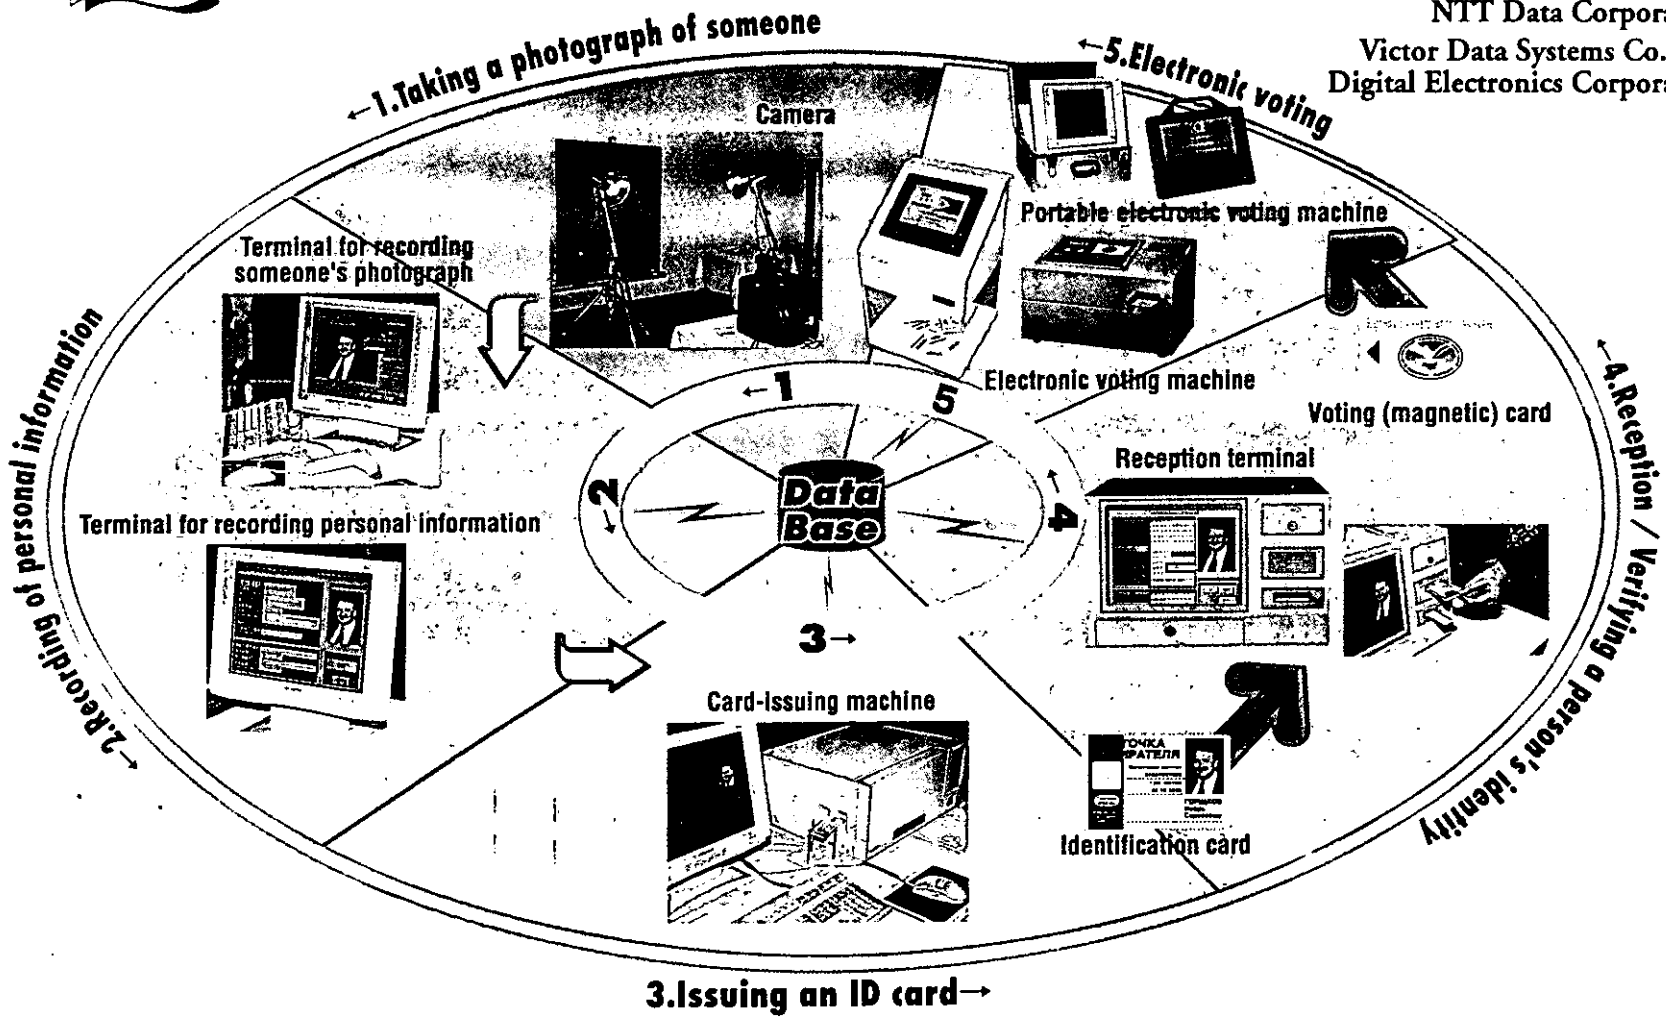 NTT Data Corpora
Victor Data Systems Co.
Digital Electronics Corpora
←1.Taking a photograph of someone
←5.Electronic voting
Camera
Portable electronic voting machine
Terminal for recording
someone's photograph
←1
5
Electronic voting machine
Voting (magnetic) card
←4.Reception / Verifying a person's identity
Reception terminal
2→
Data
Base
←4
Terminal for recording personal information
←2.Recording of personal information→
3→
Card-issuing machine
ОЧКА
РАТЕЛЯ
Identification card
3.Issuing an ID card→